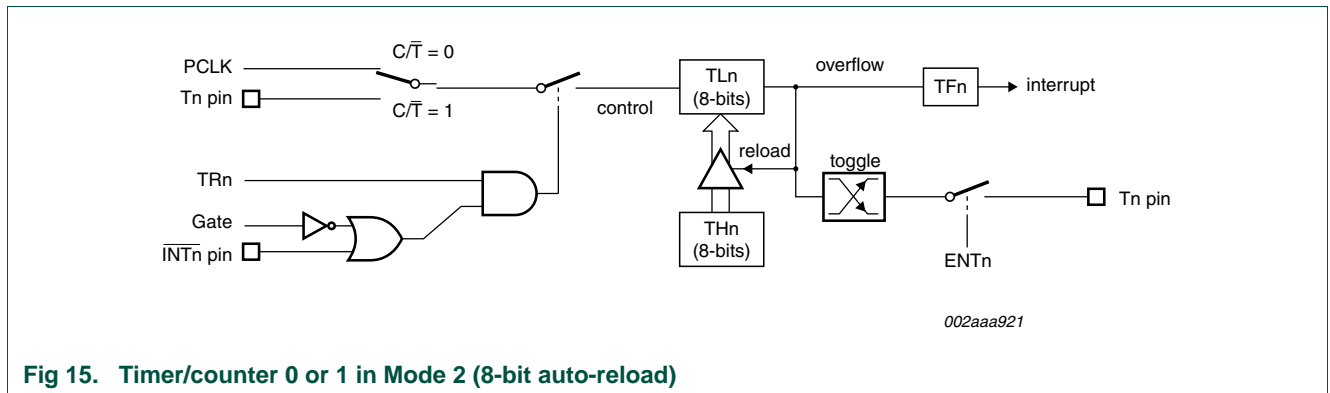 C/T̅ = 0
PCLK
Tn pin
C/T̅ = 1
control
TLn
(8-bits)
overflow
TFn
interrupt
reload
toggle
TRn
Gate
I̅N̅T̅n̅ pin
THn
(8-bits)
Tn pin
ENTn
002aaa921
Fig 15. Timer/counter 0 or 1 in Mode 2 (8-bit auto-reload)